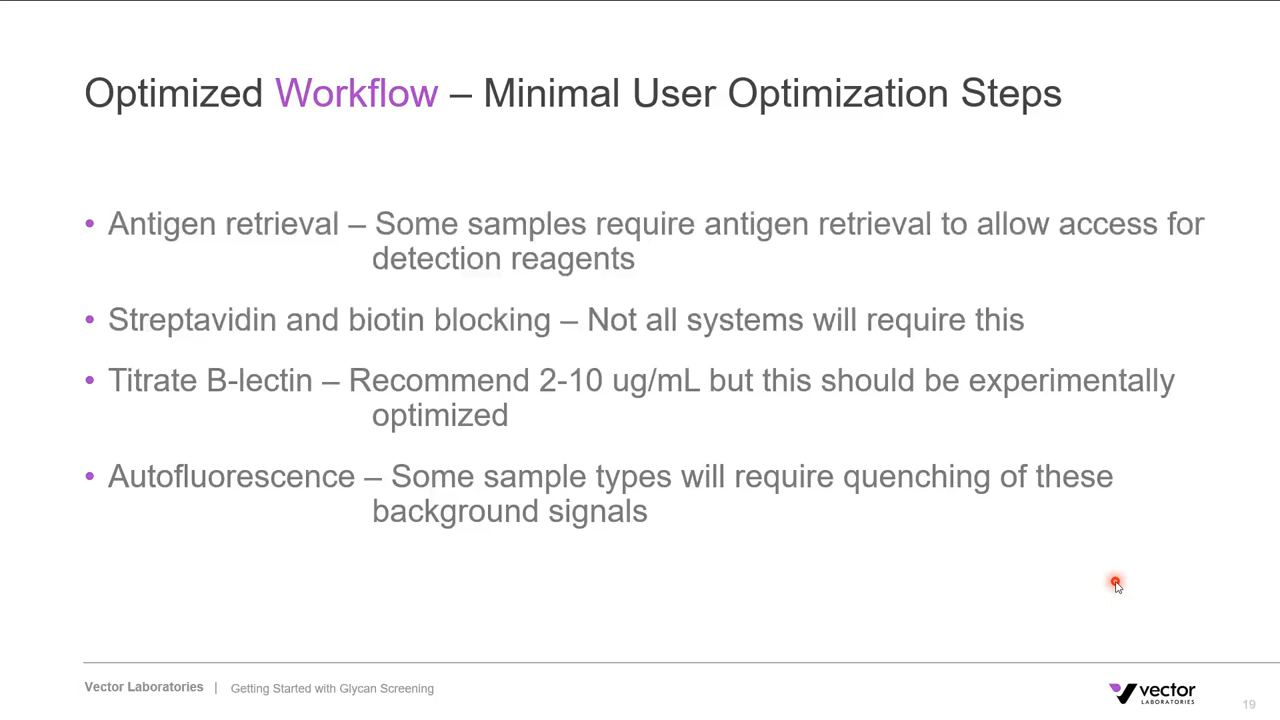 Optimized Workflow – Minimal User Optimization Steps
• Antigen retrieval – Some samples require antigen retrieval to allow access for
detection reagents
• Streptavidin and biotin blocking – Not all systems will require this
• Titrate B-lectin – Recommend 2-10 ug/mL but this should be experimentally
optimized
• Autofluorescence – Some sample types will require quenching of these
background signals
Vector Laboratories | Getting Started with Glycan Screening
vector
LABORATORIES
19